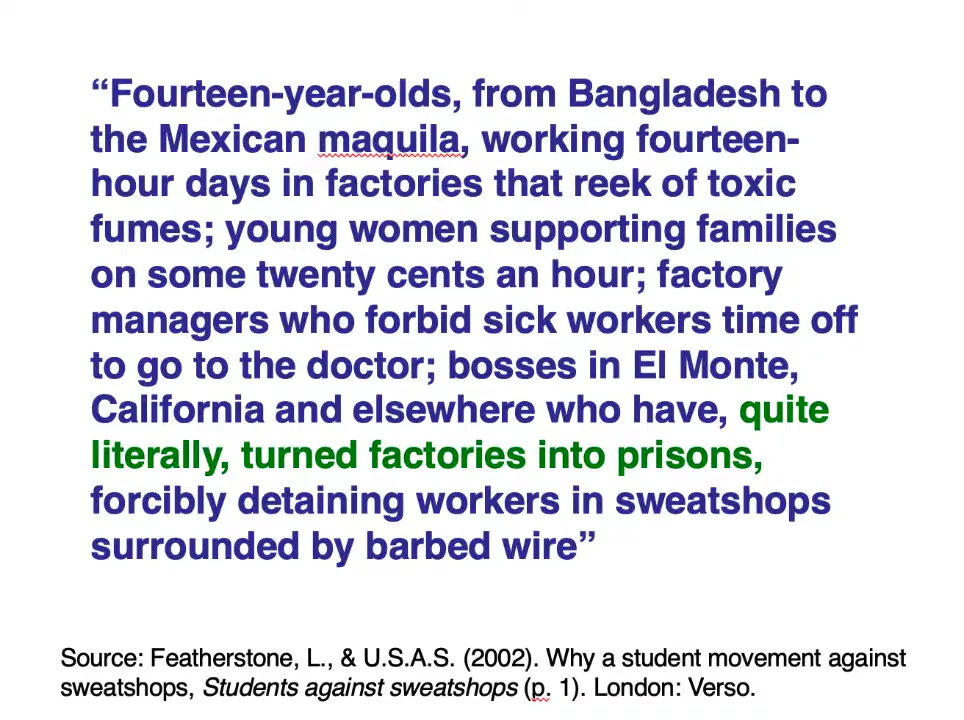 “Fourteen-year-olds, from Bangladesh to
the Mexican maquila, working fourteen-
hour days in factories that reek of toxic
fumes; young women supporting families
on some twenty cents an hour; factory
managers who forbid sick workers time off
to go to the doctor; bosses in El Monte,
California and elsewhere who have, quite
literally, turned factories into prisons,
forcibly detaining workers in sweatshops
surrounded by barbed wire”
Source: Featherstone, L., & U.S.A.S. (2002). Why a student movement against
sweatshops, Students against sweatshops (p. 1). London: Verso.